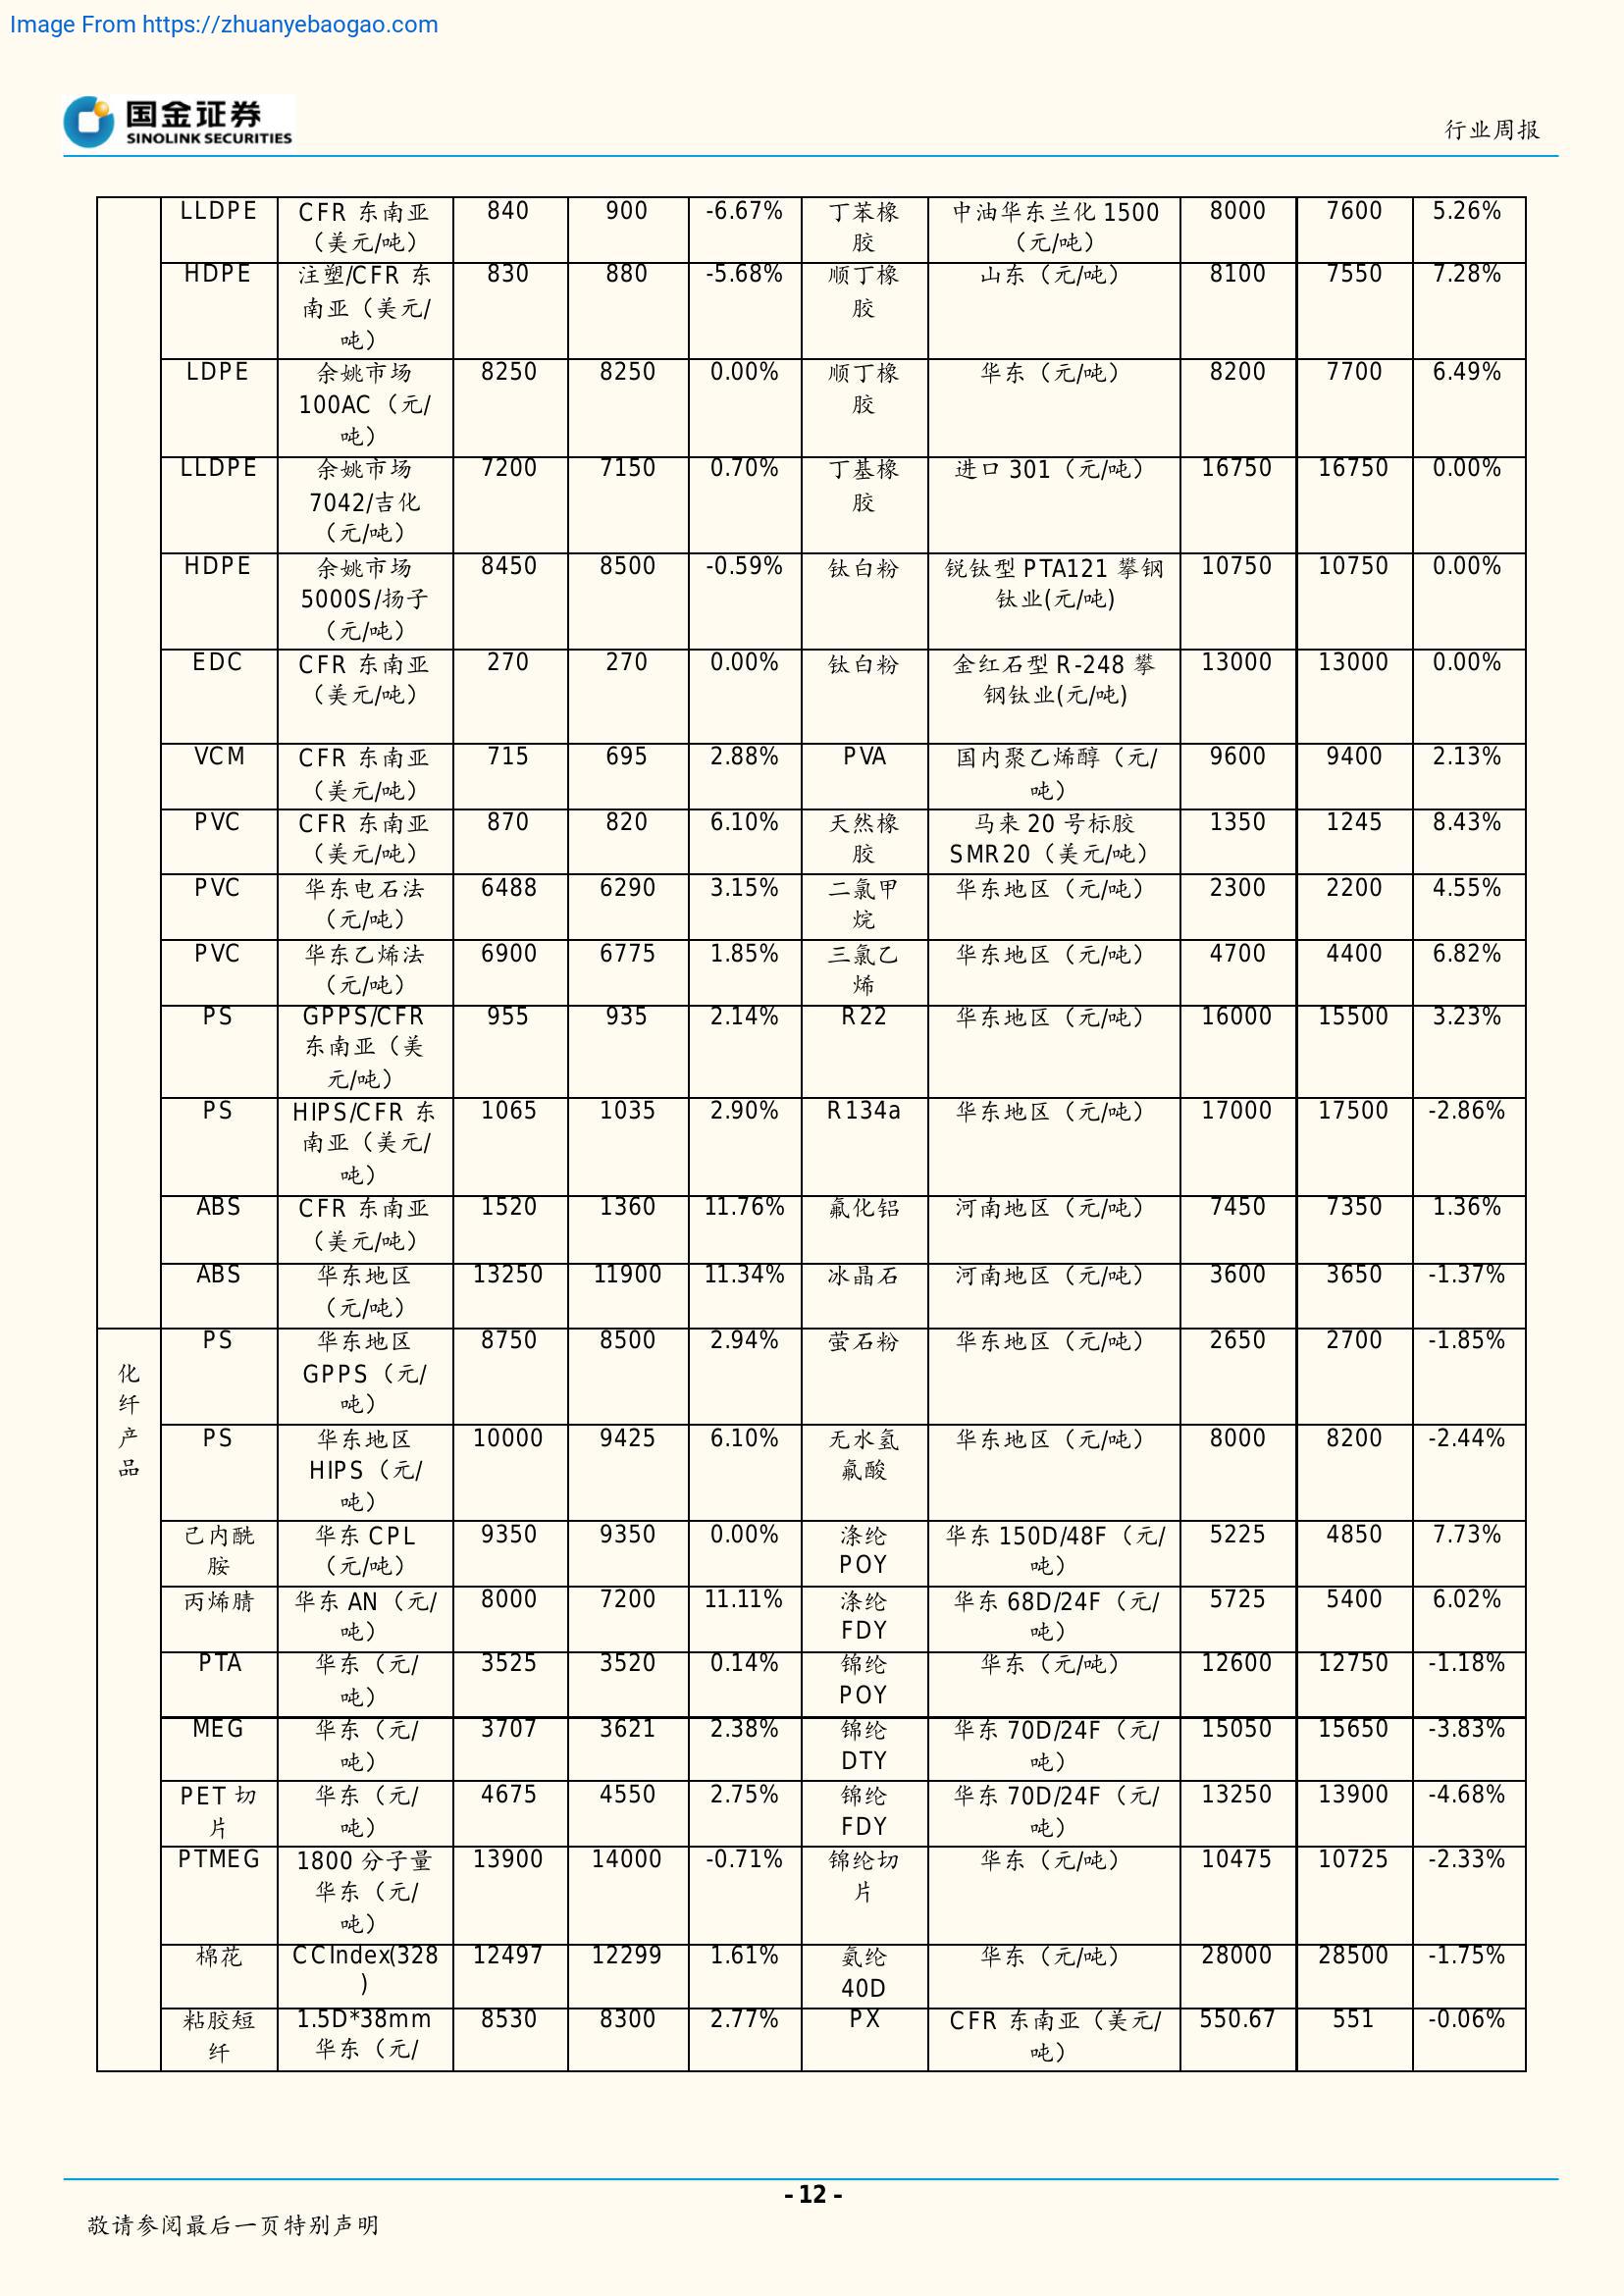 Image From https://zhuanyebaogao.com
国金证券
SINOLINK SECURITIES
行业周报
LLDPE CFR 东南亚 840 900 -6.67% 丁苯橡 中油华东兰化 1500 8000 7600 5.26%
（美元/吨） 胶 （元/吨）
HDPE 注塑/CFR 东 830 880 -5.68% 顺丁橡 山东（元/吨） 8100 7550 7.28%
南亚（美元/ 胶
吨）
LDPE 余姚市场 8250 8250 0.00% 顺丁橡 华东（元/吨） 8200 7700 6.49%
100AC（元/ 胶
吨）
LLDPE 余姚市场 7200 7150 0.70% 丁基橡 进口 301（元/吨） 16750 16750 0.00%
7042/吉化 胶
（元/吨）
HDPE 余姚市场 8450 8500 -0.59% 钛白粉 锐钛型 PTA121 攀钢 10750 10750 0.00%
5000S/扬子 钛业(元/吨)
（元/吨）
EDC CFR 东南亚 270 270 0.00% 钛白粉 金红石型 R-248 攀 13000 13000 0.00%
（美元/吨） 钢钛业(元/吨)
VCM CFR 东南亚 715 695 2.88% PVA 国内聚乙烯醇（元/ 9600 9400 2.13%
（美元/吨） 吨）
PVC CFR 东南亚 870 820 6.10% 天然橡 马来 20 号标胶 1350 1245 8.43%
（美元/吨） 胶 SMR20（美元/吨）
PVC 华东电石法 6488 6290 3.15% 二氯甲 华东地区（元/吨） 2300 2200 4.55%
（元/吨） 烷
PVC 华东乙烯法 6900 6775 1.85% 三氯乙 华东地区（元/吨） 4700 4400 6.82%
（元/吨） 烯
PS GPPS/CFR 955 935 2.14% R22 华东地区（元/吨） 16000 15500 3.23%
东南亚（美
元/吨）
PS HIPS/CFR 东 1065 1035 2.90% R134a 华东地区（元/吨） 17000 17500 -2.86%
南亚（美元/
吨）
ABS CFR 东南亚 1520 1360 11.76% 氟化铝 河南地区（元/吨） 7450 7350 1.36%
（美元/吨）
ABS 华东地区 13250 11900 11.34% 冰晶石 河南地区（元/吨） 3600 3650 -1.37%
（元/吨）
化
纤
产
品
PS 华东地区 8750 8500 2.94% 萤石粉 华东地区（元/吨） 2650 2700 -1.85%
GPPS（元/
吨）
PS 华东地区 10000 9425 6.10% 无水氢 华东地区（元/吨） 8000 8200 -2.44%
HIPS（元/ 氟酸
吨）
己内酰 华东 CPL 9350 9350 0.00% 涤纶 华东 150D/48F（元/ 5225 4850 7.73%
胺 （元/吨） POY 吨）
丙烯腈 华东 AN（元/ 8000 7200 11.11% 涤纶 华东 68D/24F（元/ 5725 5400 6.02%
吨） FDY 吨）
PTA 华东（元/ 3525 3520 0.14% 锦纶 华东（元/吨） 12600 12750 -1.18%
吨） POY
MEG 华东（元/ 3707 3621 2.38% 锦纶 华东 70D/24F（元/ 15050 15650 -3.83%
吨） DTY 吨）
PET 切 华东（元/ 4675 4550 2.75% 锦纶 华东 70D/24F（元/ 13250 13900 -4.68%
片 吨） FDY 吨）
PTMEG 1800 分子量 13900 14000 -0.71% 锦纶切 华东（元/吨） 10475 10725 -2.33%
华东（元/ 片
吨）
棉花 CCIndex(328 12497 12299 1.61% 氨纶 华东（元/吨） 28000 28500 -1.75%
) 40D
粘胶短 1.5D*38mm 8530 8300 2.77% PX CFR 东南亚（美元/ 550.67 551 -0.06%
纤 华东（元/ 吨）
- 12 -
敬请参阅最后一页特别声明